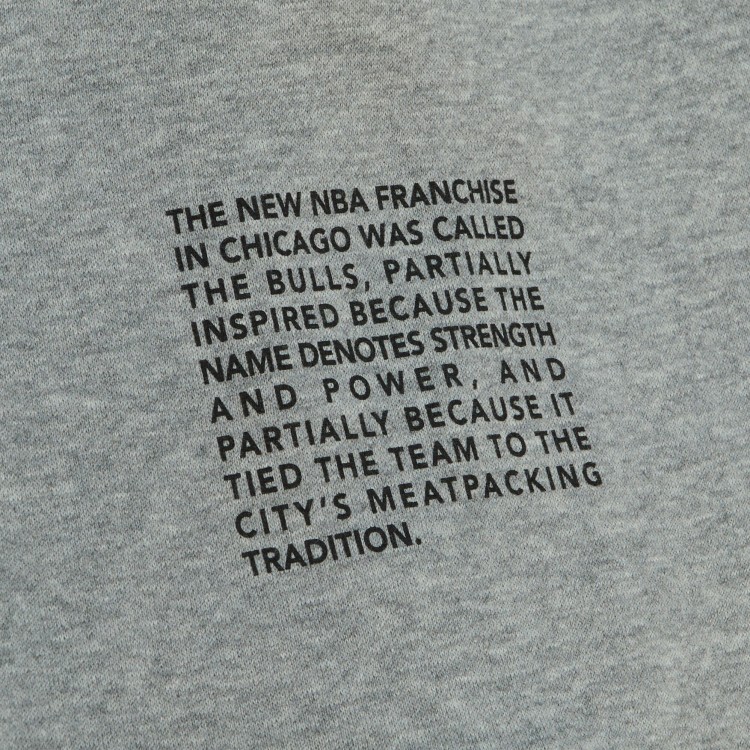 THE NEW NBA FRANCHISE
IN CHICAGO WAS CALLED
THE BULLS, PARTIALLY
INSPIRED BECAUSE THE
NAME DENOTES STRENGTH
AND POWER, AND
PARTIALLY BECAUSE IT
TIED THE TEAM TO THE
CITY'S MEATPACKING
TRADITION.